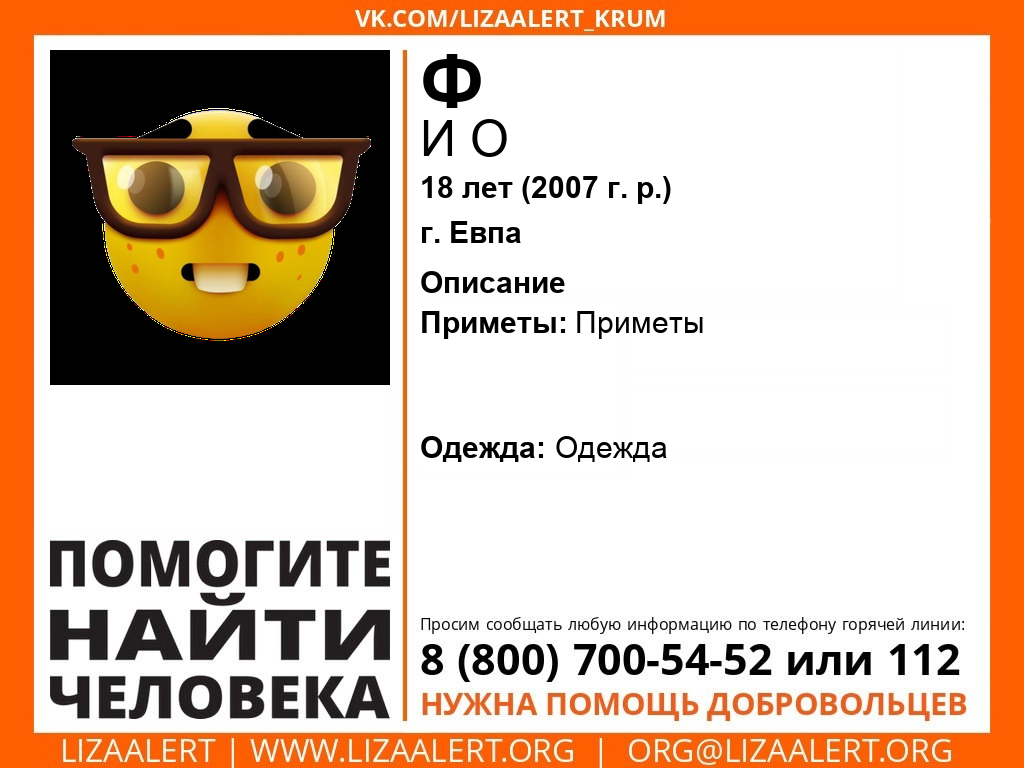 VK.COM/LIZAALERT_KRUM
Ф
И О
18 лет (2007 г. р.)
г. Евпа
Описание
Приметы: Приметы
Одежда: Одежда
ПОМОГИТЕ
НАЙТИ
ЧЕЛОВЕКА
Просим сообщать любую информацию по телефону горячей линии:
8 (800) 700-54-52 или 112
НУЖНА ПОМОЩЬ ДОБРОВОЛЬЦЕВ
LIZAALERT | WWW.LIZAALERT.ORG | ORG@LIZAALERT.ORG